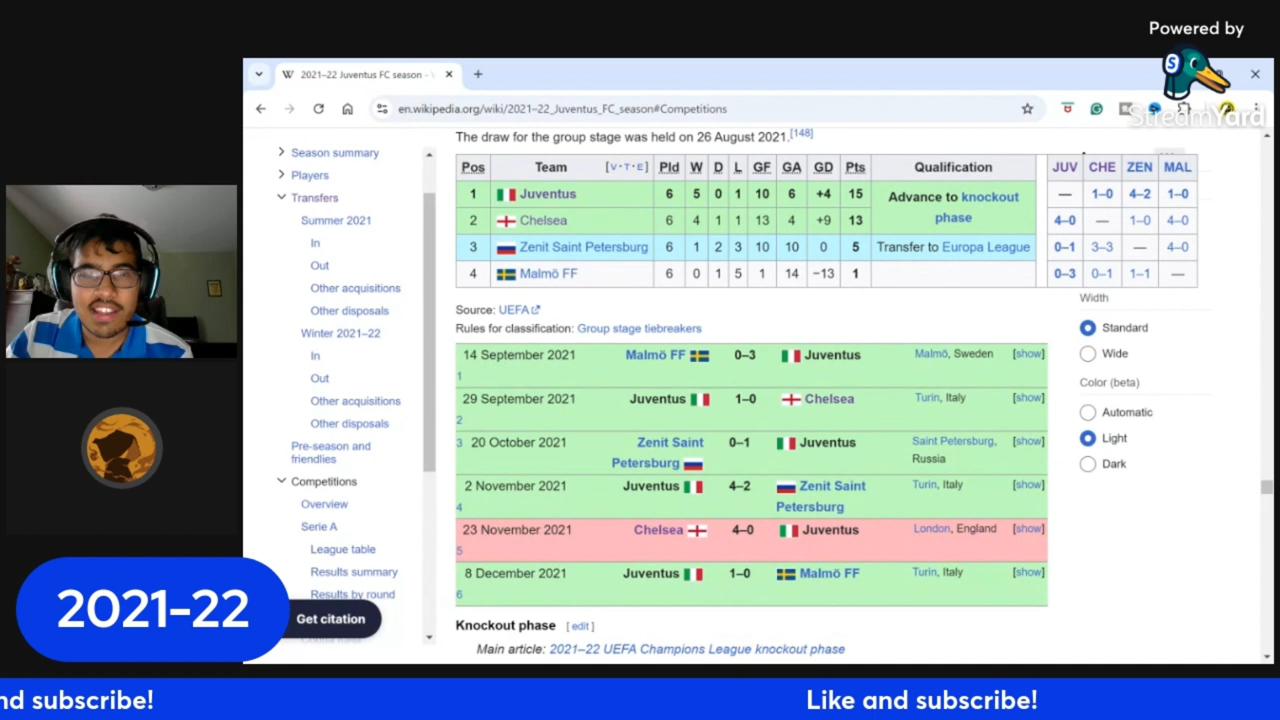 Powered by
StreamYard
2021–22 Juventus FC season -
en.wikipedia.org/wiki/2021–22_Juventus_FC_season#Competitions
Season summary
Players
Transfers
Summer 2021
In
Out
Other acquisitions
Other disposals
Winter 2021–22
In
Out
Other acquisitions
Other disposals
Pre-season and
friendlies
Competitions
Overview
Serie A
League table
Results summary
Results by round
Get citation
The draw for the group stage was held on 26 August 2021.[148]
Pos Team [V·T·E] Pld W D L GF GA GD Pts Qualification JUV CHE ZEN MAL
1 Juventus 6 5 0 1 10 6 +4 15 Advance to knockout phase — 1–0 4–2 1–0
2 Chelsea 6 4 1 1 13 4 +9 13 4–0 — 1–0 4–0
3 Zenit Saint Petersburg 6 1 2 3 10 10 0 5 Transfer to Europa League 0–1 3–3 — 4–0
4 Malmö FF 6 0 1 5 1 14 −13 1 0–3 0–1 1–1 —
Source: UEFA
Rules for classification: Group stage tiebreakers
14 September 2021 Malmö FF 0–3 Juventus Malmö, Sweden [show]
1
29 September 2021 Juventus 1–0 Chelsea Turin, Italy [show]
2
3 20 October 2021 Zenit Saint 0–1 Juventus Saint Petersburg, [show]
Petersburg Russia
2 November 2021 Juventus 4–2 Zenit Saint Turin, Italy [show]
4 Petersburg
23 November 2021 Chelsea 4–0 Juventus London, England [show]
5
8 December 2021 Juventus 1–0 Malmö FF Turin, Italy [show]
6
Knockout phase [edit]
Main article: 2021–22 UEFA Champions League knockout phase
Width
Standard
Wide
Color (beta)
Automatic
Light
Dark
2021–22
nd subscribe!
Like and subscribe!